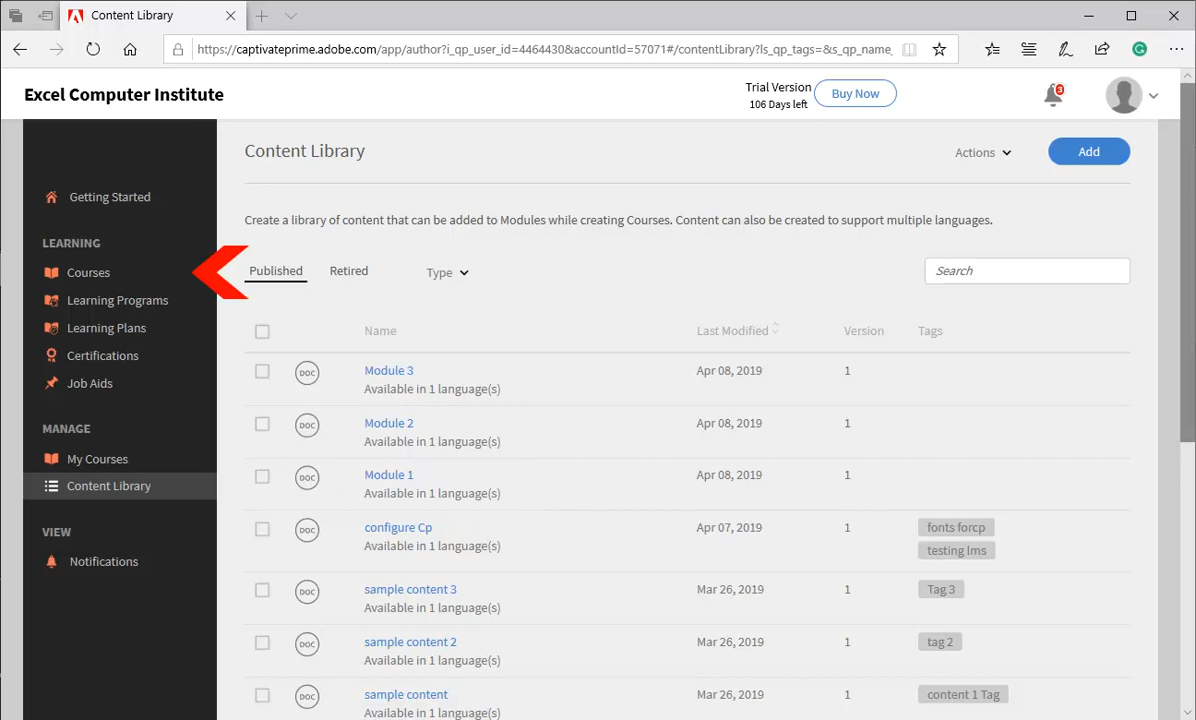 Content Library
https://captivateprime.adobe.com/app/author?i_qp_user_id=4464430&accountId=57071#/contentLibrary?ls_qp_tags=&s_qp_name_
Excel Computer Institute
Trial Version
106 Days left
Buy Now
3
Getting Started
LEARNING
Courses
Learning Programs
Learning Plans
Certifications
Job Aids
MANAGE
My Courses
Content Library
VIEW
Notifications
Content Library
Actions
Add
Create a library of content that can be added to Modules while creating Courses. Content can also be created to support multiple languages.
Published Retired Type Search
Name Last Modified Version Tags
DOC Module 3 Apr 08, 2019 1
Available in 1 language(s)
DOC Module 2 Apr 08, 2019 1
Available in 1 language(s)
DOC Module 1 Apr 08, 2019 1
Available in 1 language(s)
DOC configure Cp Apr 07, 2019 1 fonts forcp
Available in 1 language(s) testing lms
DOC sample content 3 Mar 26, 2019 1 Tag 3
Available in 1 language(s)
DOC sample content 2 Mar 26, 2019 1 tag 2
Available in 1 language(s)
DOC sample content Mar 26, 2019 1 content 1 Tag
Available in 1 language(s)